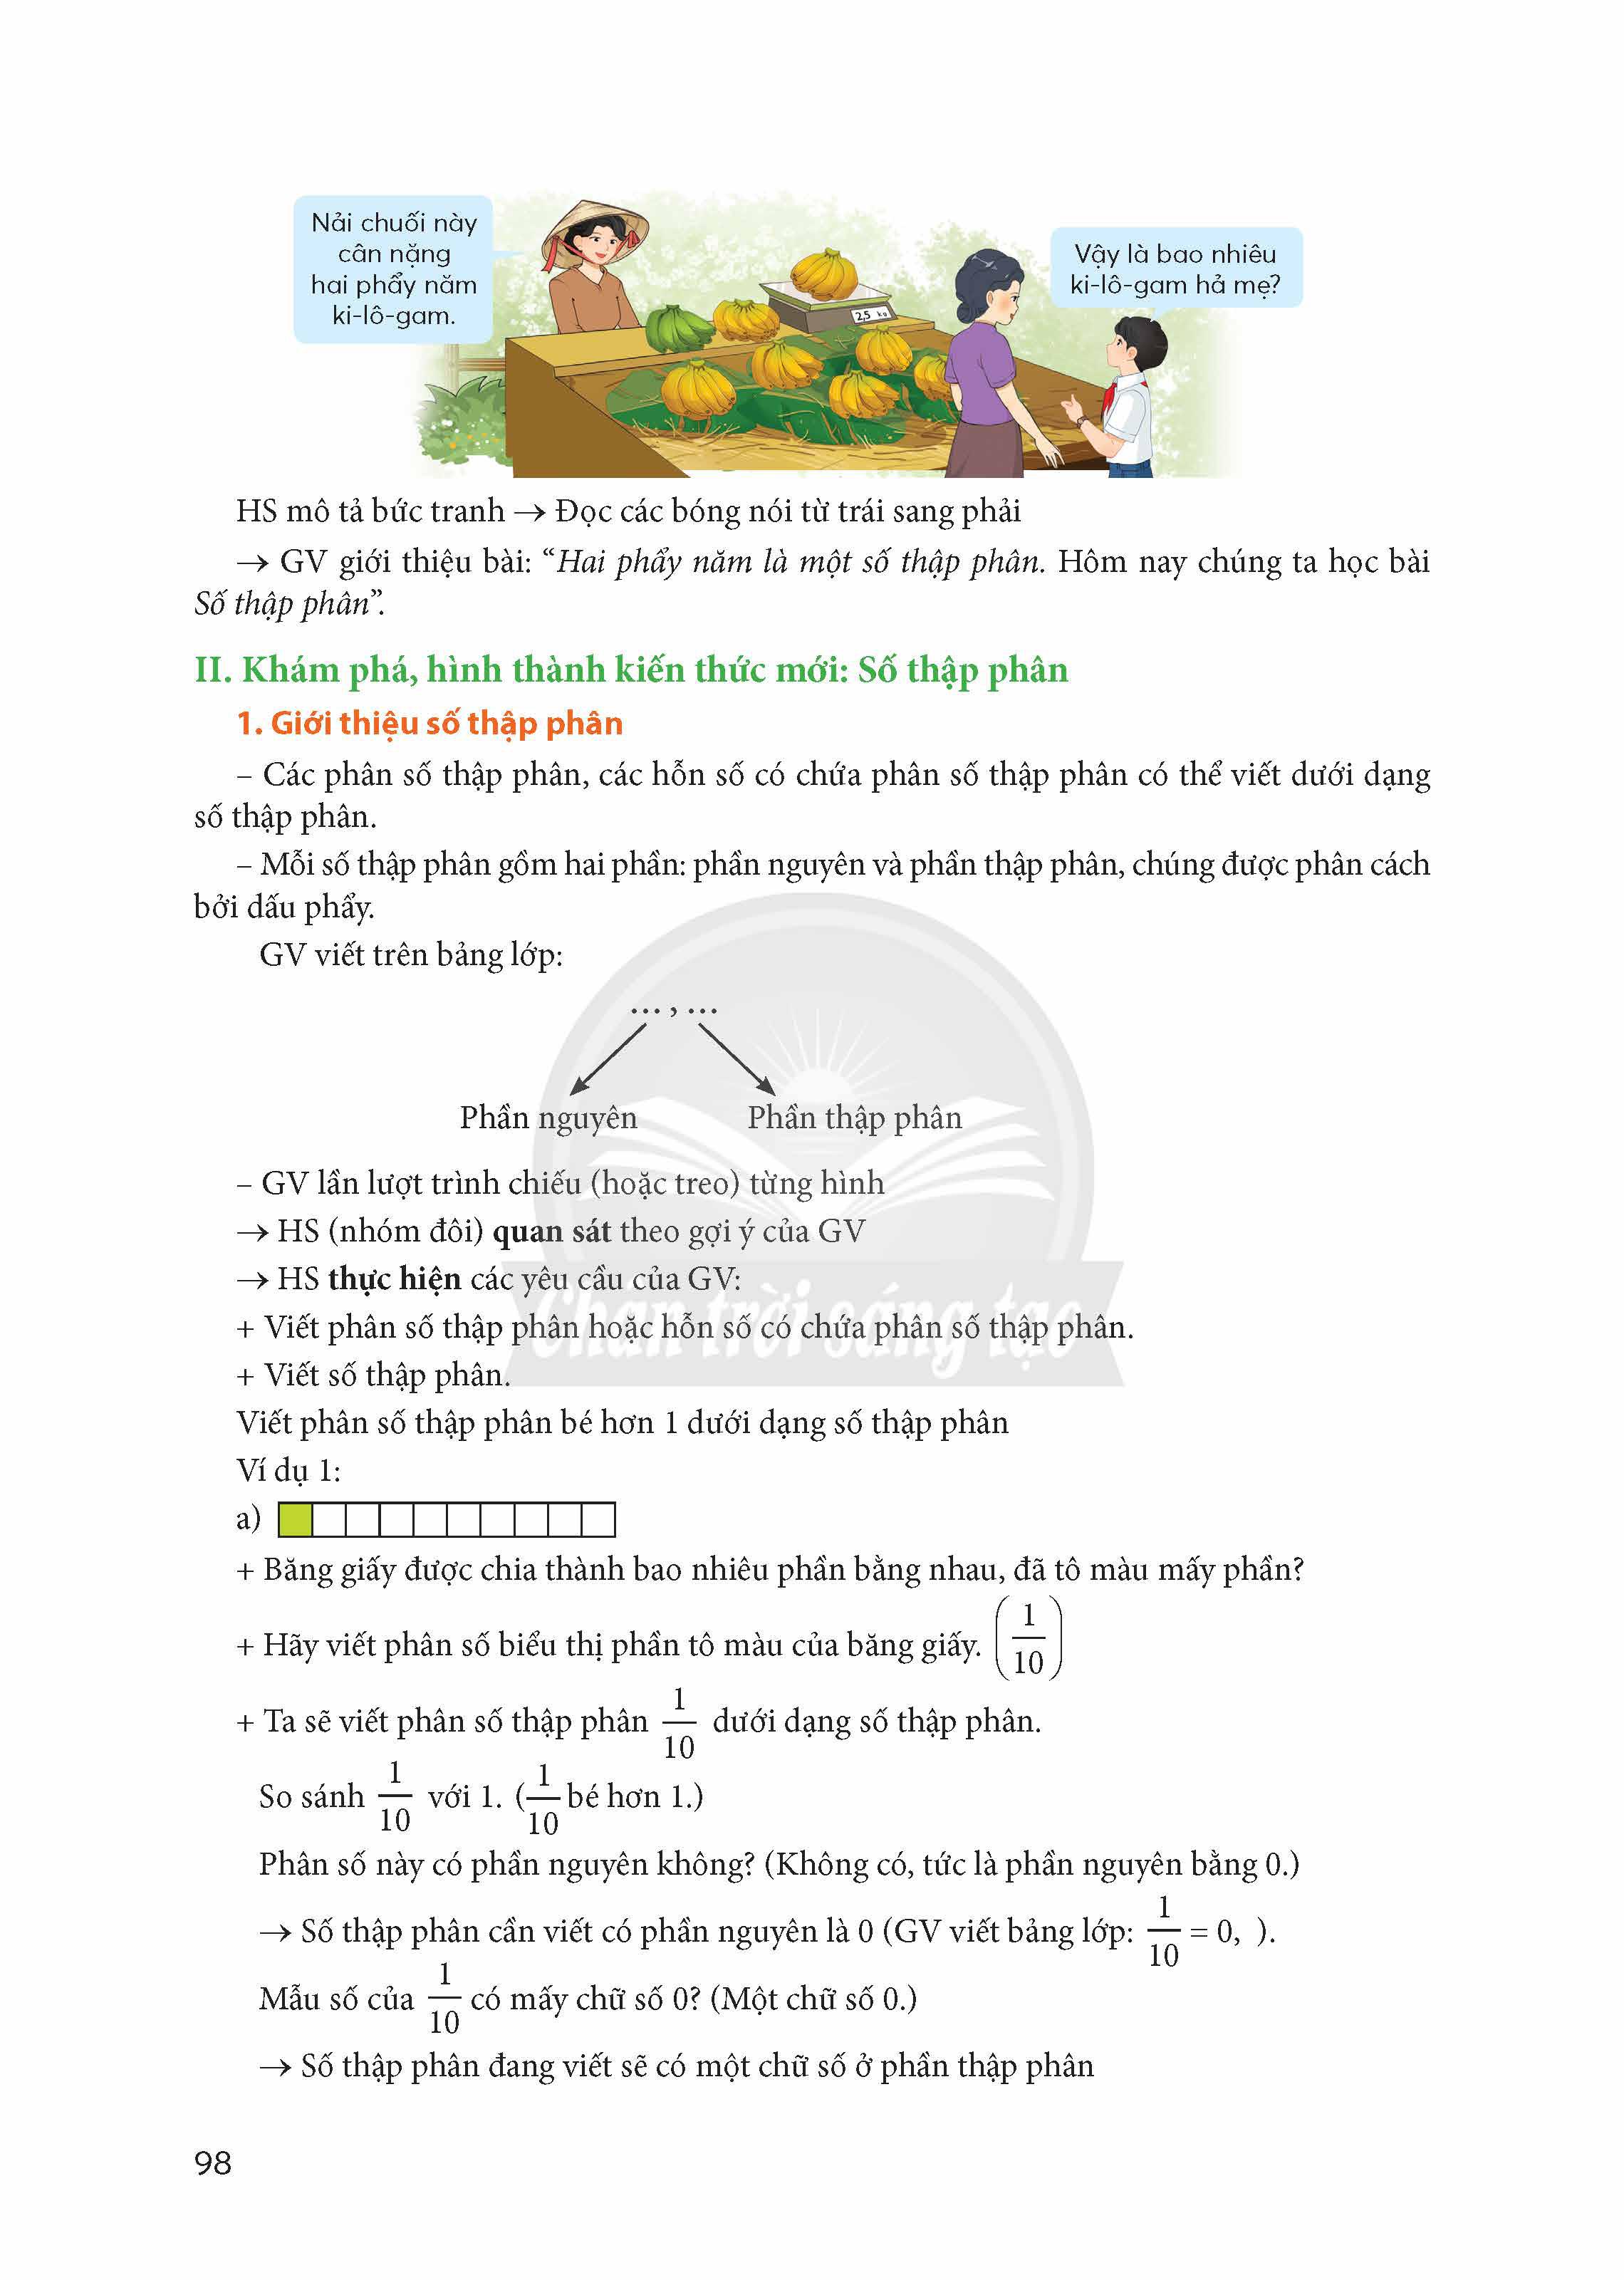 Nải chuối này
cân nặng
hai phẩy năm
ki-lô-gam.
Vậy là bao nhiêu
ki-lô-gam hả mẹ?
2,5 kg
HS mô tả bức tranh → Đọc các bóng nói từ trái sang phải
→ GV giới thiệu bài: “Hai phẩy năm là một số thập phân. Hôm nay chúng ta học bài
Số thập phân”.
II. Khám phá, hình thành kiến thức mới: Số thập phân
1. Giới thiệu số thập phân
– Các phân số thập phân, các hỗn số có chứa phân số thập phân có thể viết dưới dạng
số thập phân.
– Mỗi số thập phân gồm hai phần: phần nguyên và phần thập phân, chúng được phân cách
bởi dấu phẩy.
GV viết trên bảng lớp:
... , ...
Phần nguyên Phần thập phân
– GV lần lượt trình chiếu (hoặc treo) từng hình
→ HS (nhóm đôi) quan sát theo gợi ý của GV
→ HS thực hiện các yêu cầu của GV:
+ Viết phân số thập phân hoặc hỗn số có chứa phân số thập phân.
Chân trời sáng tạo
+ Viết số thập phân.
Viết phân số thập phân bé hơn 1 dưới dạng số thập phân
Ví dụ 1:
a)
+ Băng giấy được chia thành bao nhiêu phần bằng nhau, đã tô màu mấy phần?
+ Hãy viết phân số biểu thị phần tô màu của băng giấy. (1/10)
+ Ta sẽ viết phân số thập phân 1/10 dưới dạng số thập phân.
So sánh 1/10 với 1. (1/10 bé hơn 1.)
Phân số này có phần nguyên không? (Không có, tức là phần nguyên bằng 0.)
→ Số thập phân cần viết có phần nguyên là 0 (GV viết bảng lớp: 1/10 = 0, ).
Mẫu số của 1/10 có mấy chữ số 0? (Một chữ số 0.)
→ Số thập phân đang viết sẽ có một chữ số ở phần thập phân
98